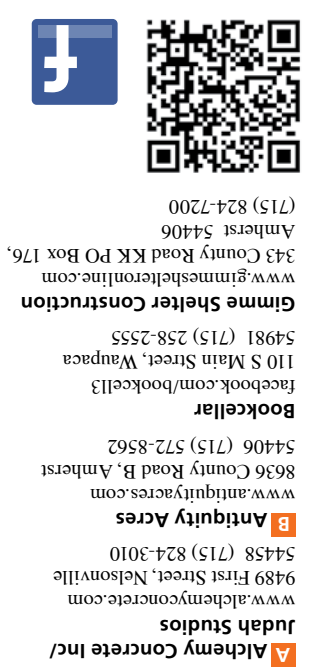 A Alchemy Concrete Inc/
Judah Studios
www.alchemyconcrete.com
9489 First Street, Nelsonville
54458 (715) 824-3010
B Antiquity Acres
www.antiquityacres.com
8636 County Road B, Amherst
54406 (715) 572-8562
Bookcellar
facebook.com/bookcell3
110 S Main Street, Waupaca
54981 (715) 258-2555
Gimme Shelter Construction
www.gimmeshelteronline.com
343 County Road KK PO Box 176,
Amherst 54406
(715) 824-7200
f